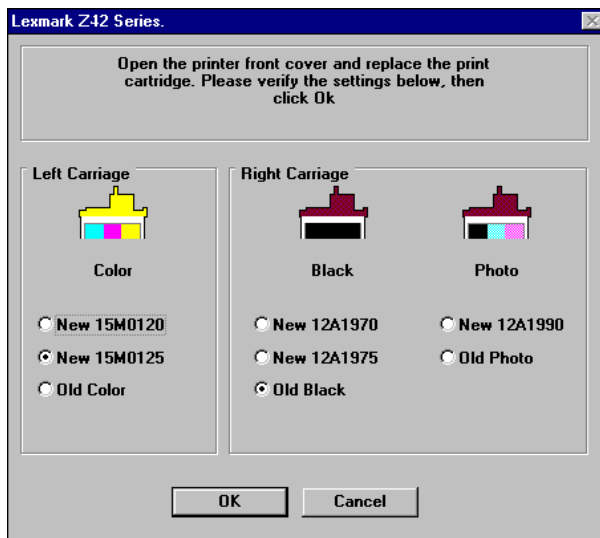 Lexmark Z42 Series.
Open the printer front cover and replace the print
cartridge. Please verify the settings below, then
click Ok
Left Carriage
Color
New 15M0120
New 15M0125
Old Color
Right Carriage
Black
Photo
New 12A1970
New 12A1990
New 12A1975
Old Photo
Old Black
OK
Cancel